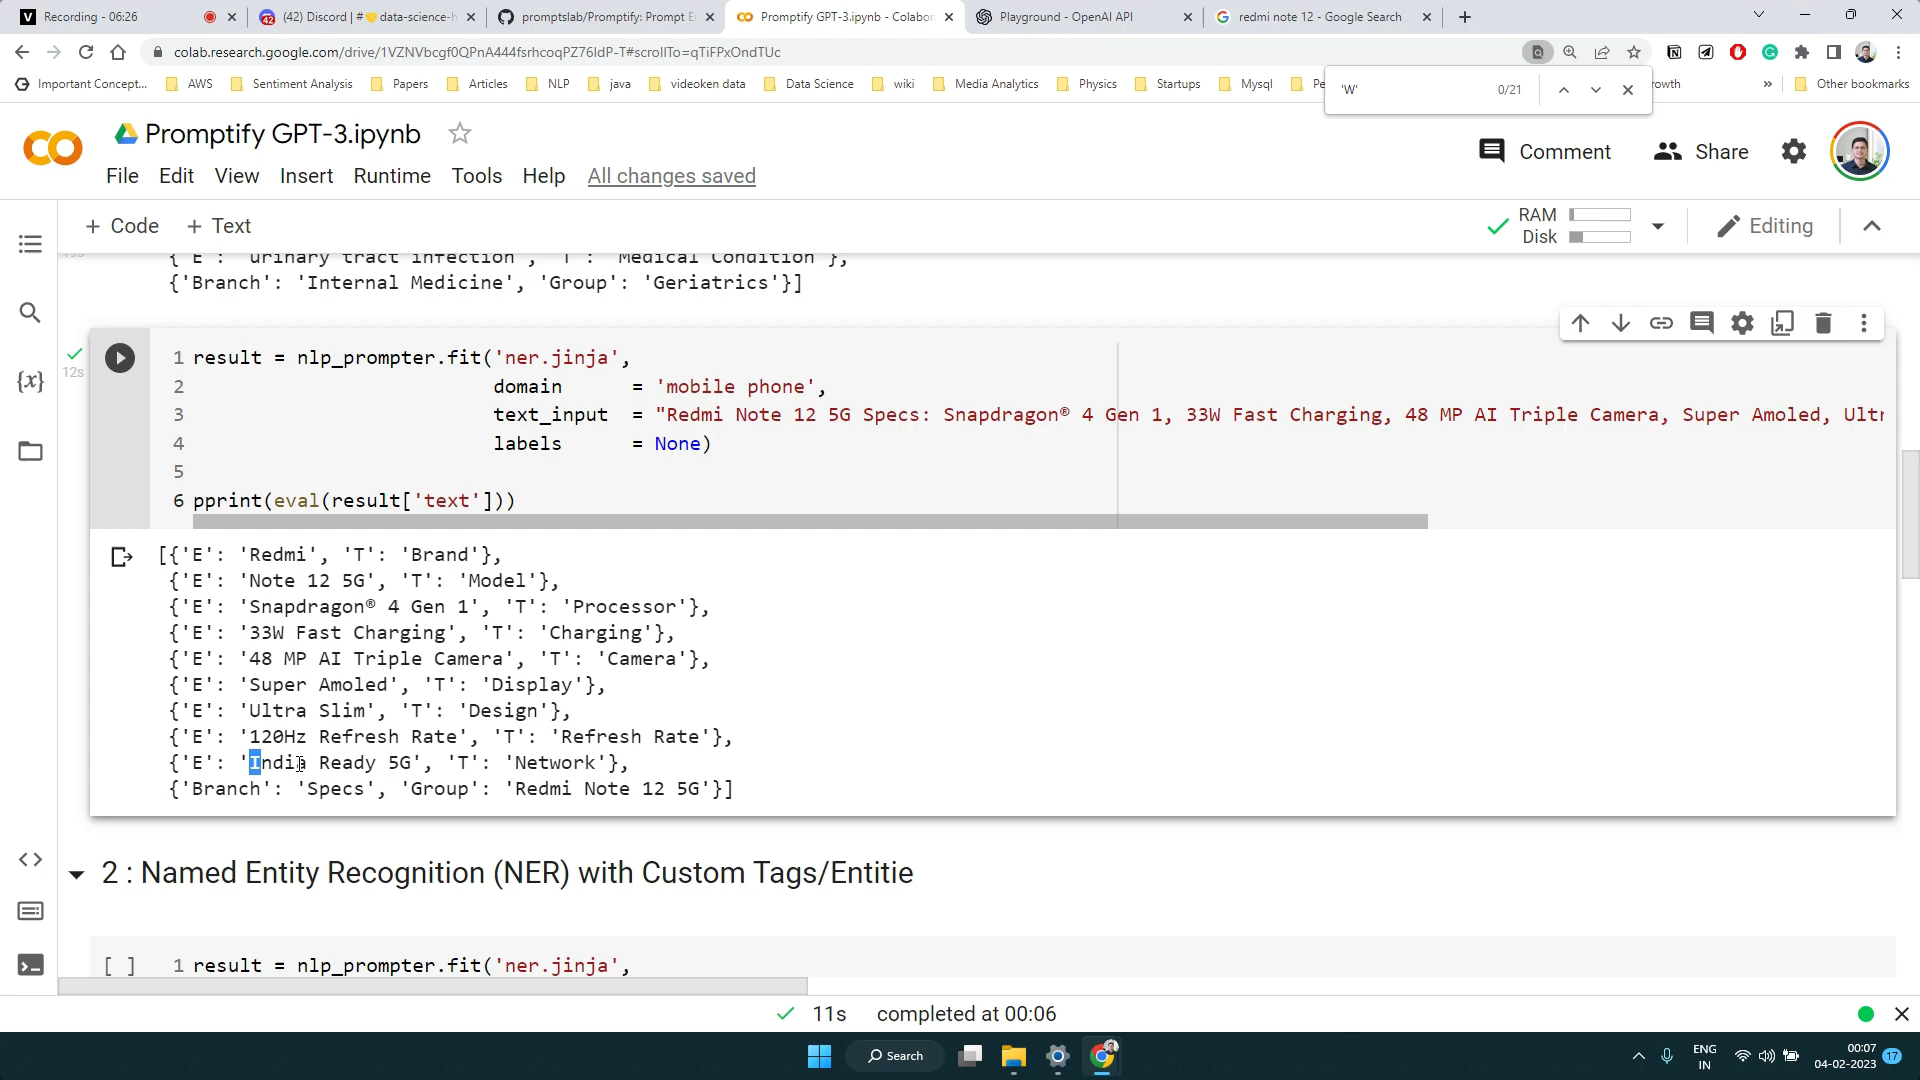 Recording - 06:26
(42) Discord | #🤝data-science-h
promptslab/Promptify: Prompt E
Promptify GPT-3.ipynb - Colabor
Playground - OpenAI API
redmi note 12 - Google Search
colab.research.google.com/drive/1VZNVbcgf0QPnA444fsrhcoqPZ76IdP-T#scrollTo=qTiFPxOndTUc
Important Concept...
AWS
Sentiment Analysis
Papers
Articles
NLP
java
videoken data
Data Science
wiki
Media Analytics
Physics
Startups
Mysql
Pe
rowth
»
Other bookmarks
'W'
0/21
Promptify GPT-3.ipynb
Comment
Share
File Edit View Insert Runtime Tools Help All changes saved
+ Code + Text
RAM
Disk
Editing
{'E': 'urinary tract infection', 'T': 'Medical Condition'},
{'Branch': 'Internal Medicine', 'Group': 'Geriatrics'}]
12s
1 result = nlp_prompter.fit('ner.jinja',
2 domain = 'mobile phone',
3 text_input = "Redmi Note 12 5G Specs: Snapdragon® 4 Gen 1, 33W Fast Charging, 48 MP AI Triple Camera, Super Amoled, Ultr
4 labels = None)
5
6 pprint(eval(result['text']))
[{'E': 'Redmi', 'T': 'Brand'},
{'E': 'Note 12 5G', 'T': 'Model'},
{'E': 'Snapdragon® 4 Gen 1', 'T': 'Processor'},
{'E': '33W Fast Charging', 'T': 'Charging'},
{'E': '48 MP AI Triple Camera', 'T': 'Camera'},
{'E': 'Super Amoled', 'T': 'Display'},
{'E': 'Ultra Slim', 'T': 'Design'},
{'E': '120Hz Refresh Rate', 'T': 'Refresh Rate'},
{'E': 'India Ready 5G', 'T': 'Network'},
{'Branch': 'Specs', 'Group': 'Redmi Note 12 5G'}]
2 : Named Entity Recognition (NER) with Custom Tags/Entitie
[ ] 1 result = nlp_prompter.fit('ner.jinja',
11s completed at 00:06
Search
ENG
IN
00:07
04-02-2023
17